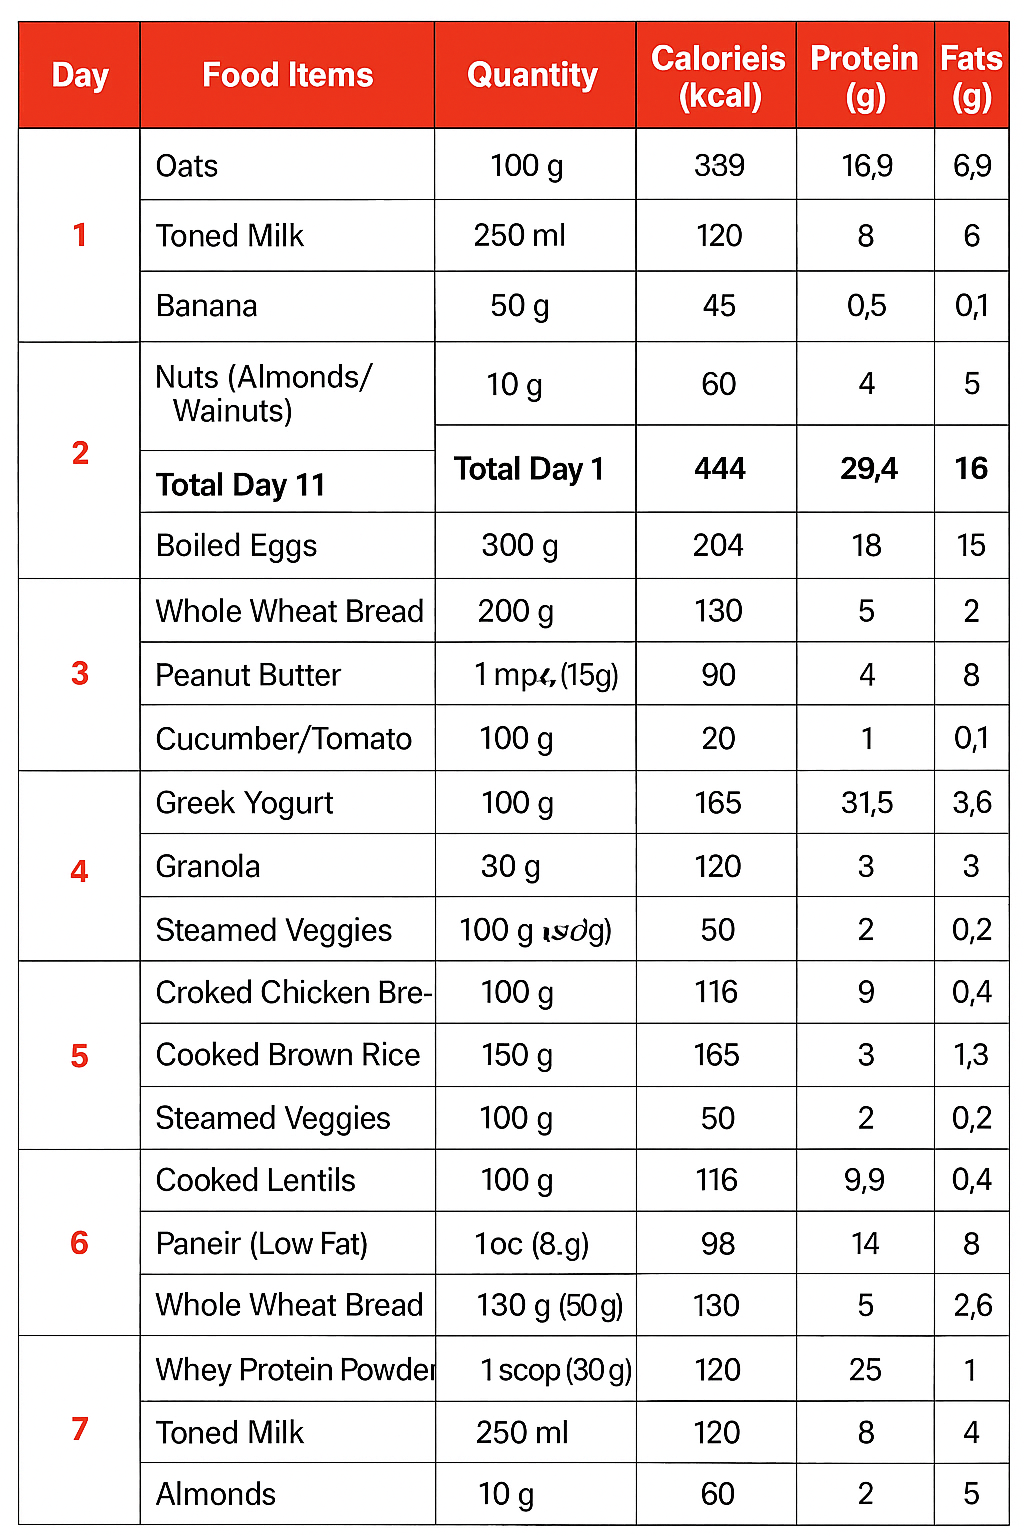 Day Food Items Quantity Calorieis (kcal) Protein (g) Fats (g)
1
Oats 100 g 339 16,9 6,9
Toned Milk 250 ml 120 8 6
Banana 50 g 45 0,5 0,1
2
Nuts (Almonds/
Wainuts) 10 g 60 4 5
Total Day 11 Total Day 1 444 29,4 16
Boiled Eggs 300 g 204 18 15
3
Whole Wheat Bread 200 g 130 5 2
Peanut Butter 1 (15g) 90 4 8
Cucumber/Tomato 100 g 20 1 0,1
4
Greek Yogurt 100 g 165 31,5 3,6
Granola 30 g 120 3 3
Steamed Veggies 100 g 50 2 0,2
5
Croked Chicken Bre- 100 g 116 9 0,4
Cooked Brown Rice 150 g 165 3 1,3
Steamed Veggies 100 g 50 2 0,2
6
Cooked Lentils 100 g 116 9,9 0,4
Paneir (Low Fat) 1oc (8.g) 98 14 8
Whole Wheat Bread 130 g (50g) 130 5 2,6
7
Whey Protein Powder 1 scop (30g) 120 25 1
Toned Milk 250 ml 120 8 4
Almonds 10 g 60 2 5